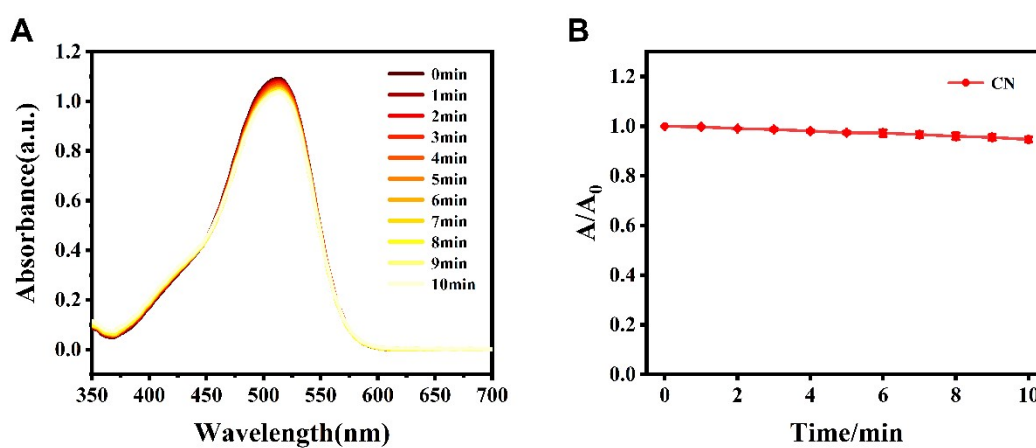 A
Absorbance(a.u.)
1.2
1.0
0.8
0.6
0.4
0.2
0.0
0min
1min
2min
3min
4min
5min
6min
7min
8min
9min
10min
350 400 450 500 550 600 650 700
Wavelength(nm)
B
A/A₀
1.2
1.0
0.8
0.6
0.4
0.2
0.0
CN
0 2 4 6 8 10
Time/min